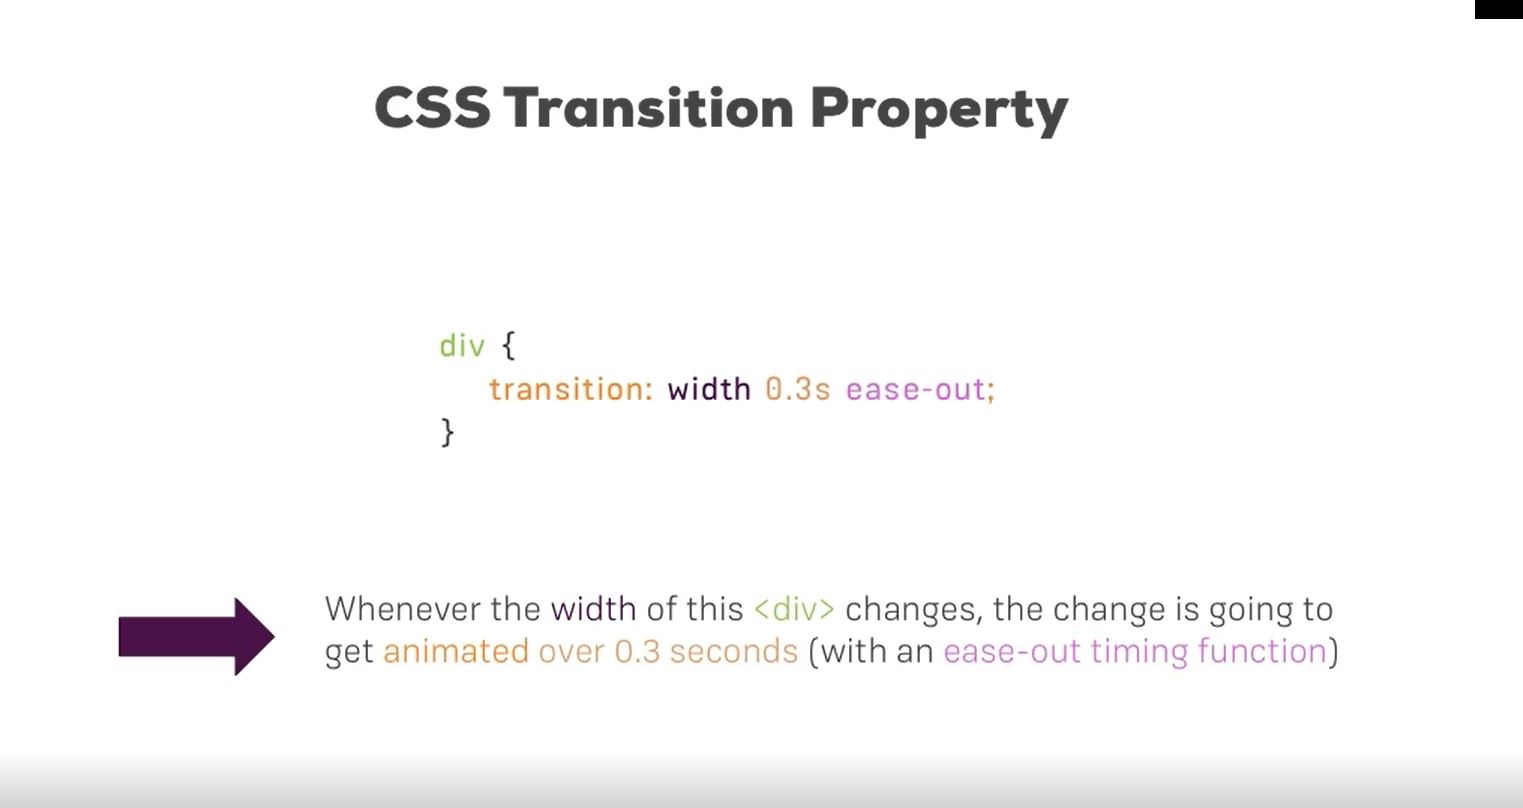 CSS Transition Property
div {
transition: width 0.3s ease-out;
}
Whenever the width of this <div> changes, the change is going to
get animated over 0.3 seconds (with an ease-out timing function)